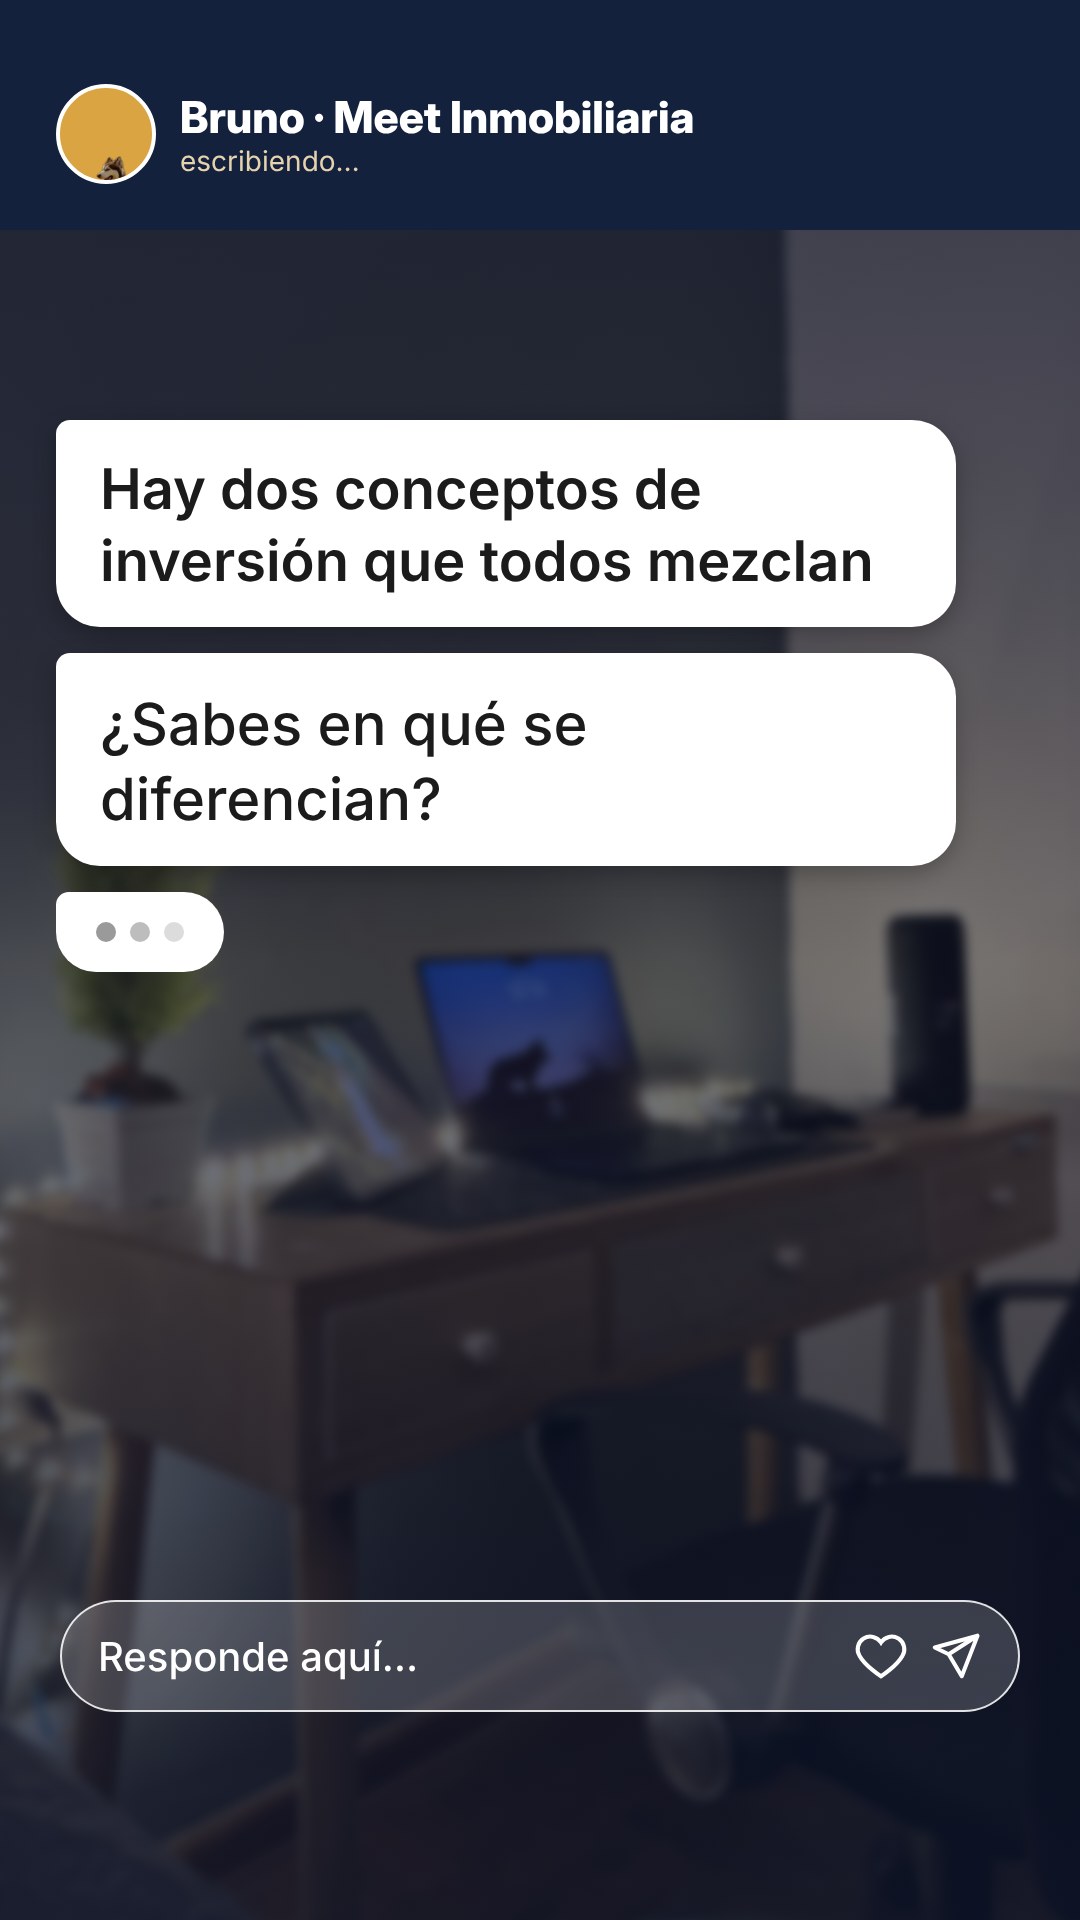 Bruno · Meet Inmobiliaria
escribiendo...
Hay dos conceptos de
inversión que todos mezclan
¿Sabes en qué se
diferencian?
Responde aquí...